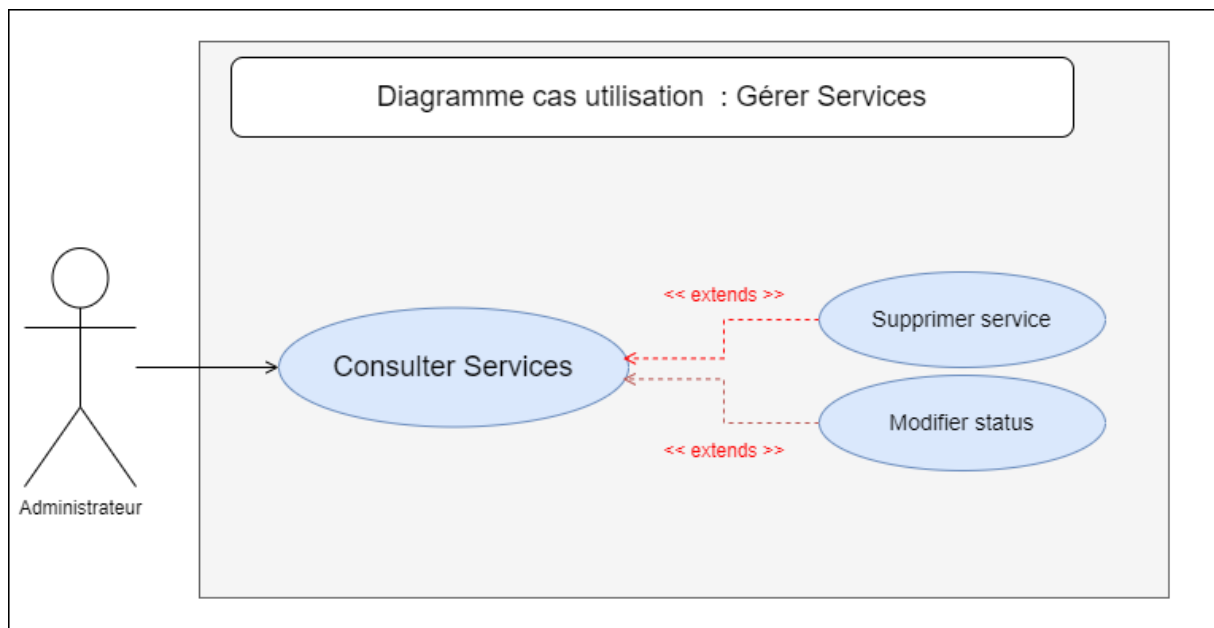 Diagramme cas utilisation : Gérer Services
<< extends >>
Supprimer service
Consulter Services
Modifier status
<< extends >>
Administrateur